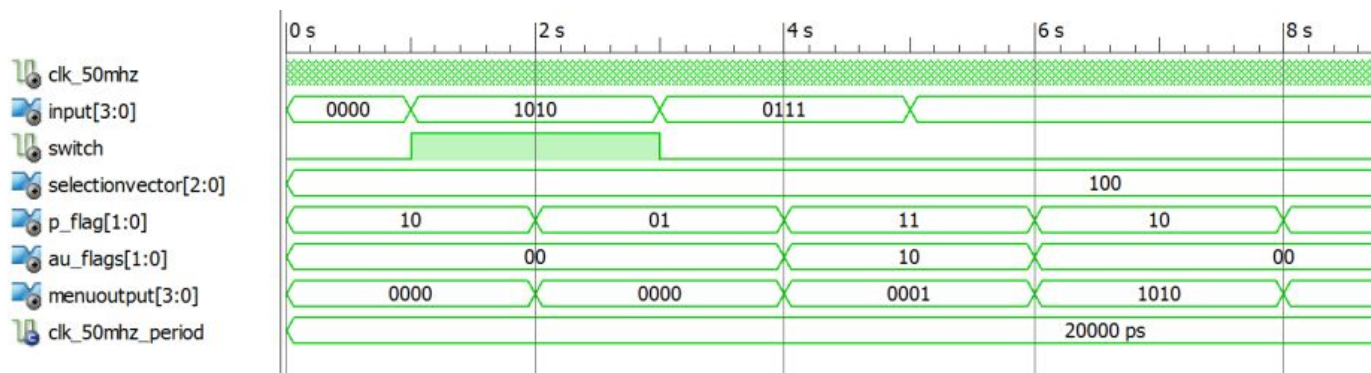 0 s 2 s 4 s 6 s 8 s
clk_50mhz
input[3:0] 0000 1010 0111
switch
selectionvector[2:0] 100
p_flag[1:0] 10 01 11 10
au_flags[1:0] 00 10 00
menuoutput[3:0] 0000 0000 0001 1010
clk_50mhz_period 20000 ps